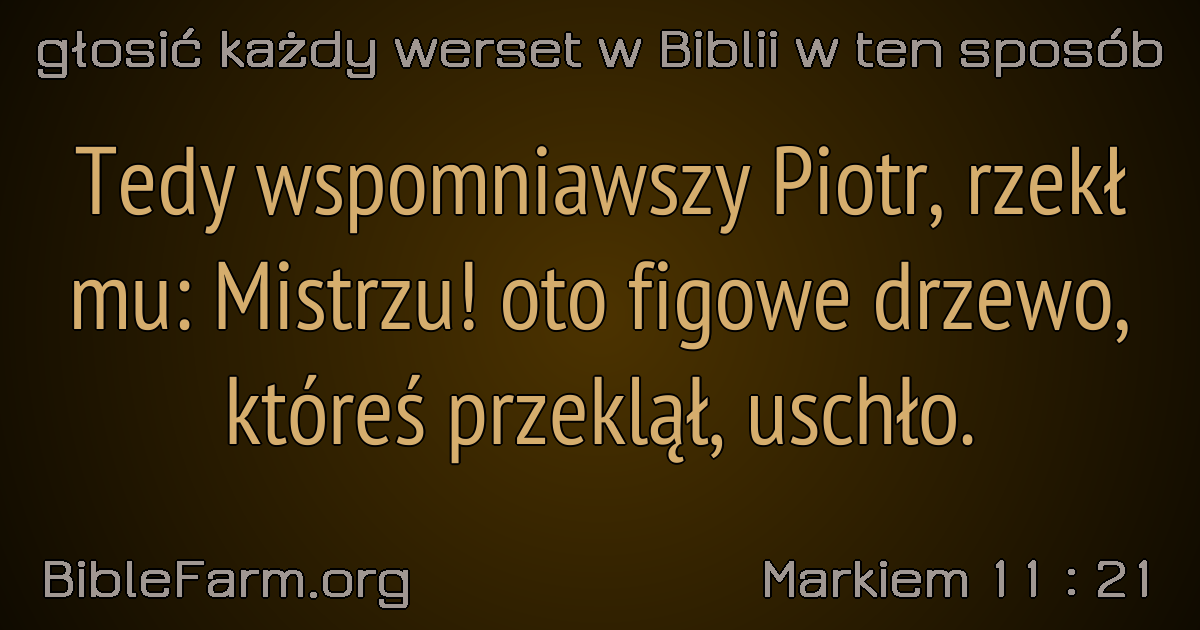 głosić każdy werset w Biblii w ten sposób
Tedy wspomniawszy Piotr, rzekł
mu: Mistrzu! oto figowe drzewo,
któreś przeklął, uschło.
BibleFarm.org
Markiem 11 : 21